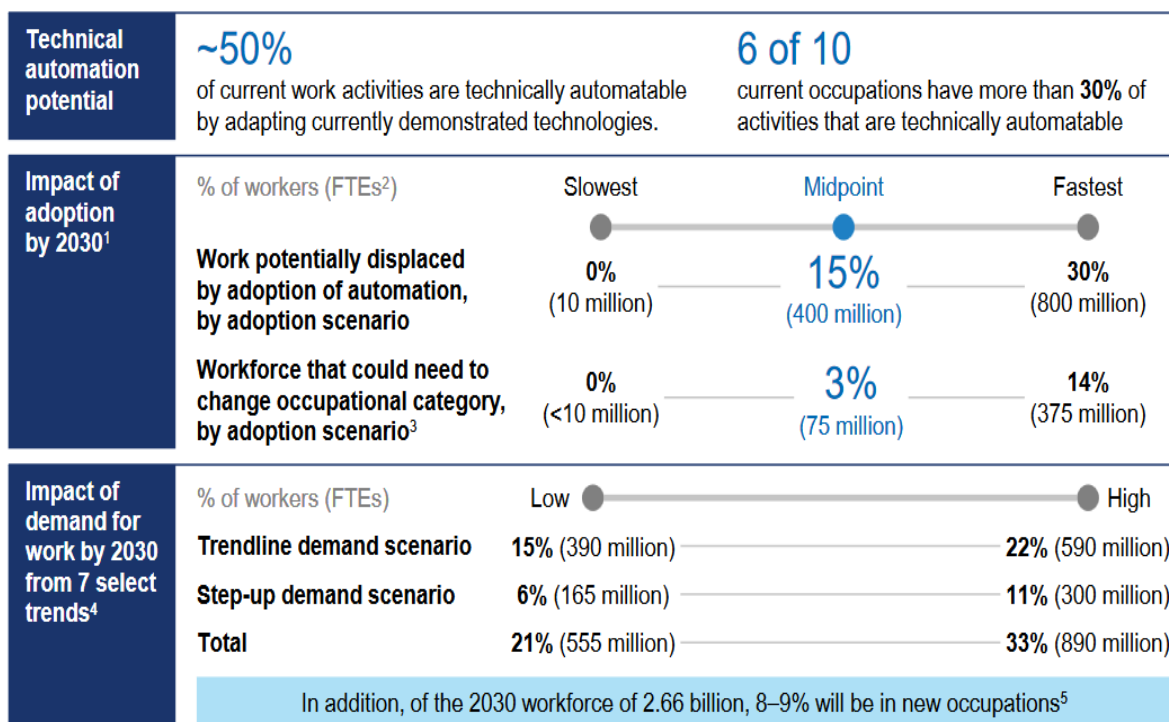 Technical
automation
potential
~50%
of current work activities are technically automatable
by adapting currently demonstrated technologies.
6 of 10
current occupations have more than 30% of
activities that are technically automatable
Impact of
adoption
by 2030¹
% of workers (FTEs²)
Slowest
Midpoint
Fastest
Work potentially displaced
by adoption of automation,
by adoption scenario
0%
(10 million)
15%
(400 million)
30%
(800 million)
Workforce that could need to
change occupational category,
by adoption scenario³
0%
(<10 million)
3%
(75 million)
14%
(375 million)
Impact of
demand for
work by 2030
from 7 select
trends⁴
% of workers (FTEs)
Low
High
Trendline demand scenario
15% (390 million)
22% (590 million)
Step-up demand scenario
6% (165 million)
11% (300 million)
Total
21% (555 million)
33% (890 million)
In addition, of the 2030 workforce of 2.66 billion, 8–9% will be in new occupations⁵